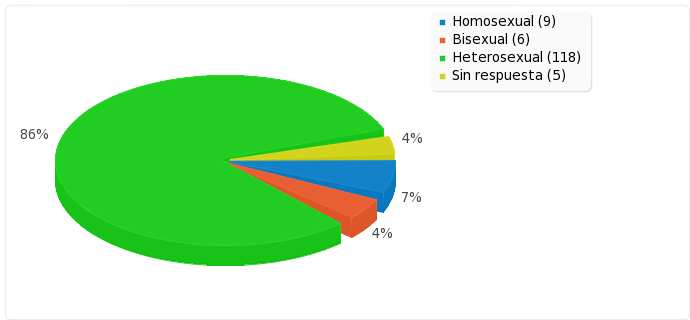 Homosexual (9)
Bisexual (6)
Heterosexual (118)
Sin respuesta (5)
86%
4%
7%
4%